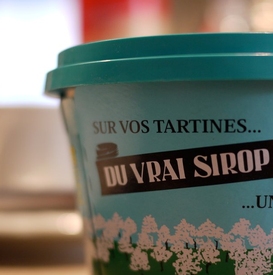 SUR VOS TARTINES...
DU VRAI SIROP
...UN